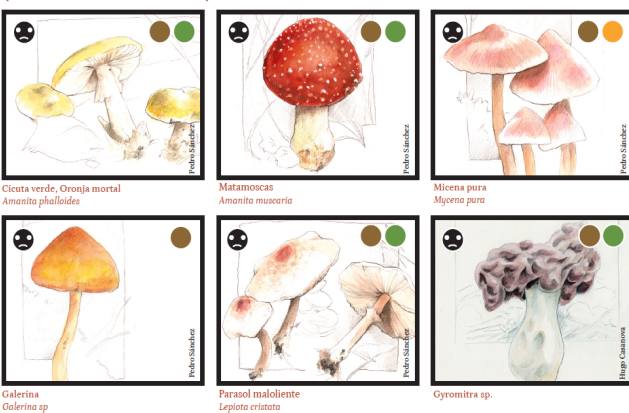 Pedro Sánchez
Pedro Sánchez
Pedro Sánchez
Cicuta verde, Oronja mortal
Amanita phalloides
Matamoscas
Amanita muscaria
Micena pura
Mycena pura
Pedro Sánchez
Pedro Sánchez
Hugo Casanova
Galerina
Galerina sp
Parasol maloliente
Lepiota cristata
Gyromitra sp.